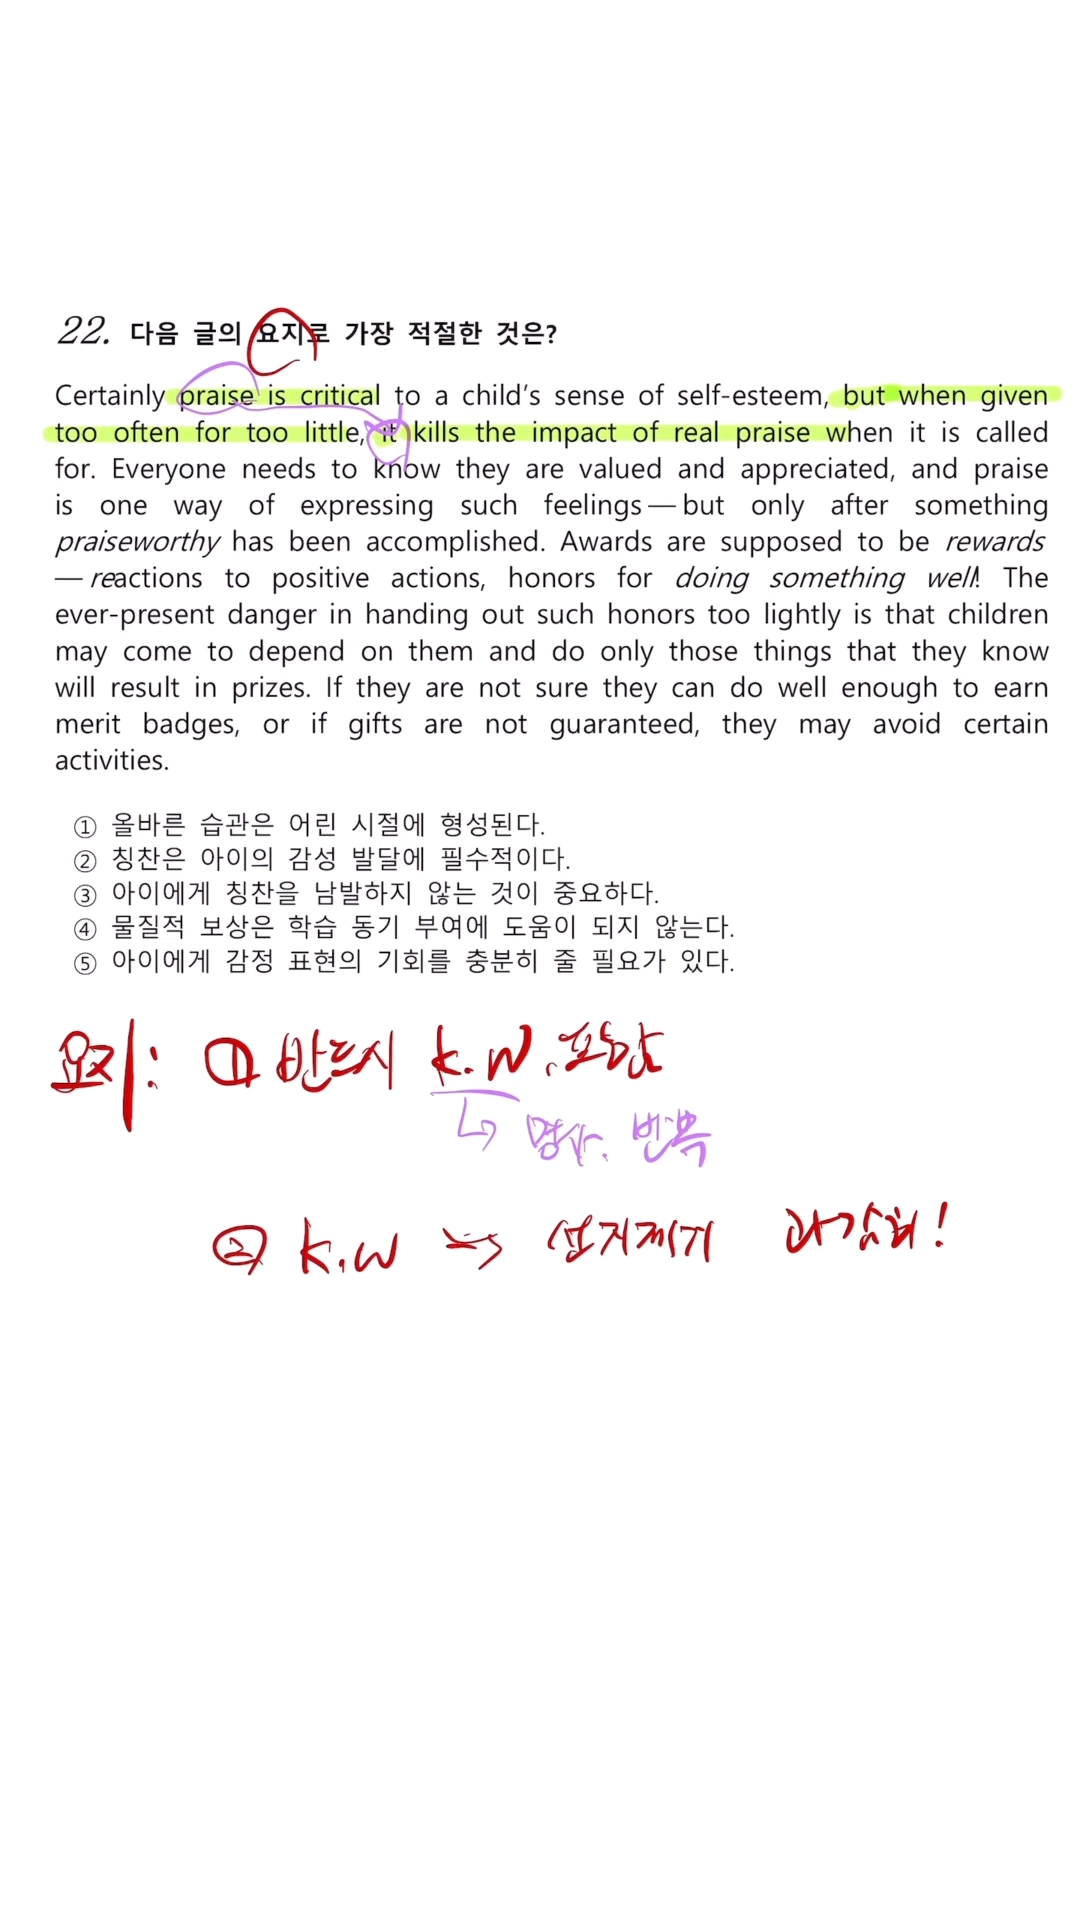 22. 다음 글의 요지로 가장 적절한 것은?
Certainly praise is critical to a child's sense of self-esteem, but when given
too often for too little, it kills the impact of real praise when it is called
for. Everyone needs to know they are valued and appreciated, and praise
is one way of expressing such feelings — but only after something
praiseworthy has been accomplished. Awards are supposed to be rewards
— reactions to positive actions, honors for doing something well! The
ever-present danger in handing out such honors too lightly is that children
may come to depend on them and do only those things that they know
will result in prizes. If they are not sure they can do well enough to earn
merit badges, or if gifts are not guaranteed, they may avoid certain
activities.
① 올바른 습관은 어린 시절에 형성된다.
② 칭찬은 아이의 감성 발달에 필수적이다.
③ 아이에게 칭찬을 남발하지 않는 것이 중요하다.
④ 물질적 보상은 학습 동기 부여에 도움이 되지 않는다.
⑤ 아이에게 감정 표현의 기회를 충분히 줄 필요가 있다.
요지: ① 반드시 k.w. 포함
↳ 명사, 반복
② k.w → 선지제거 과감히!